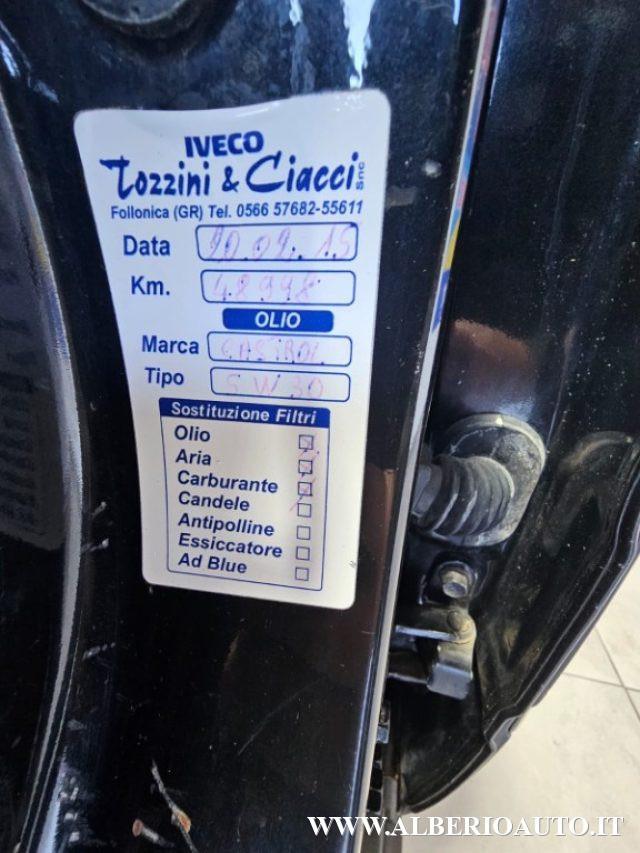 IVECO
Tozzini & Ciacci snc
Follonica (GR) Tel. 0566 57682-55611
Data 20.02.15
Km. 48998
OLIO
Marca CASTROL
Tipo 5W30
Sostituzione Filtri
Olio
Aria
Carburante
Candele
Antipolline
Essiccatore
Ad Blue
WWW.ALBERIOAUTO.IT